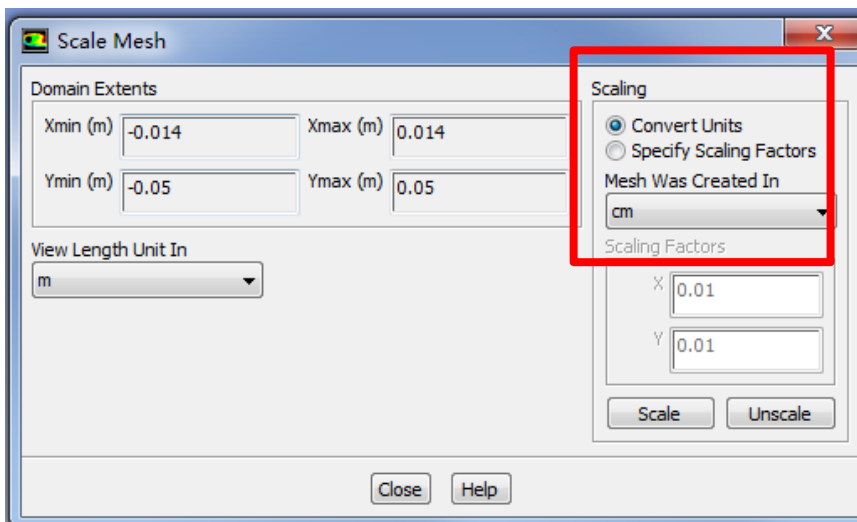 Scale Mesh
Domain Extents
Xmin (m) -0.014 Xmax (m) 0.014
Ymin (m) -0.05 Ymax (m) 0.05
View Length Unit In
m
Scaling
Convert Units
Specify Scaling Factors
Mesh Was Created In
cm
Scaling Factors
X 0.01
Y 0.01
Scale Unscale
Close Help